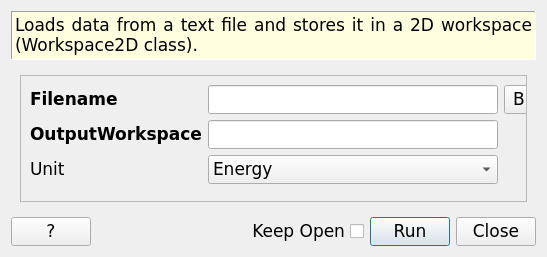 Loads data from a text file and stores it in a 2D workspace
(Workspace2D class).
Filename
B
OutputWorkspace
Unit Energy
? Keep Open Run Close